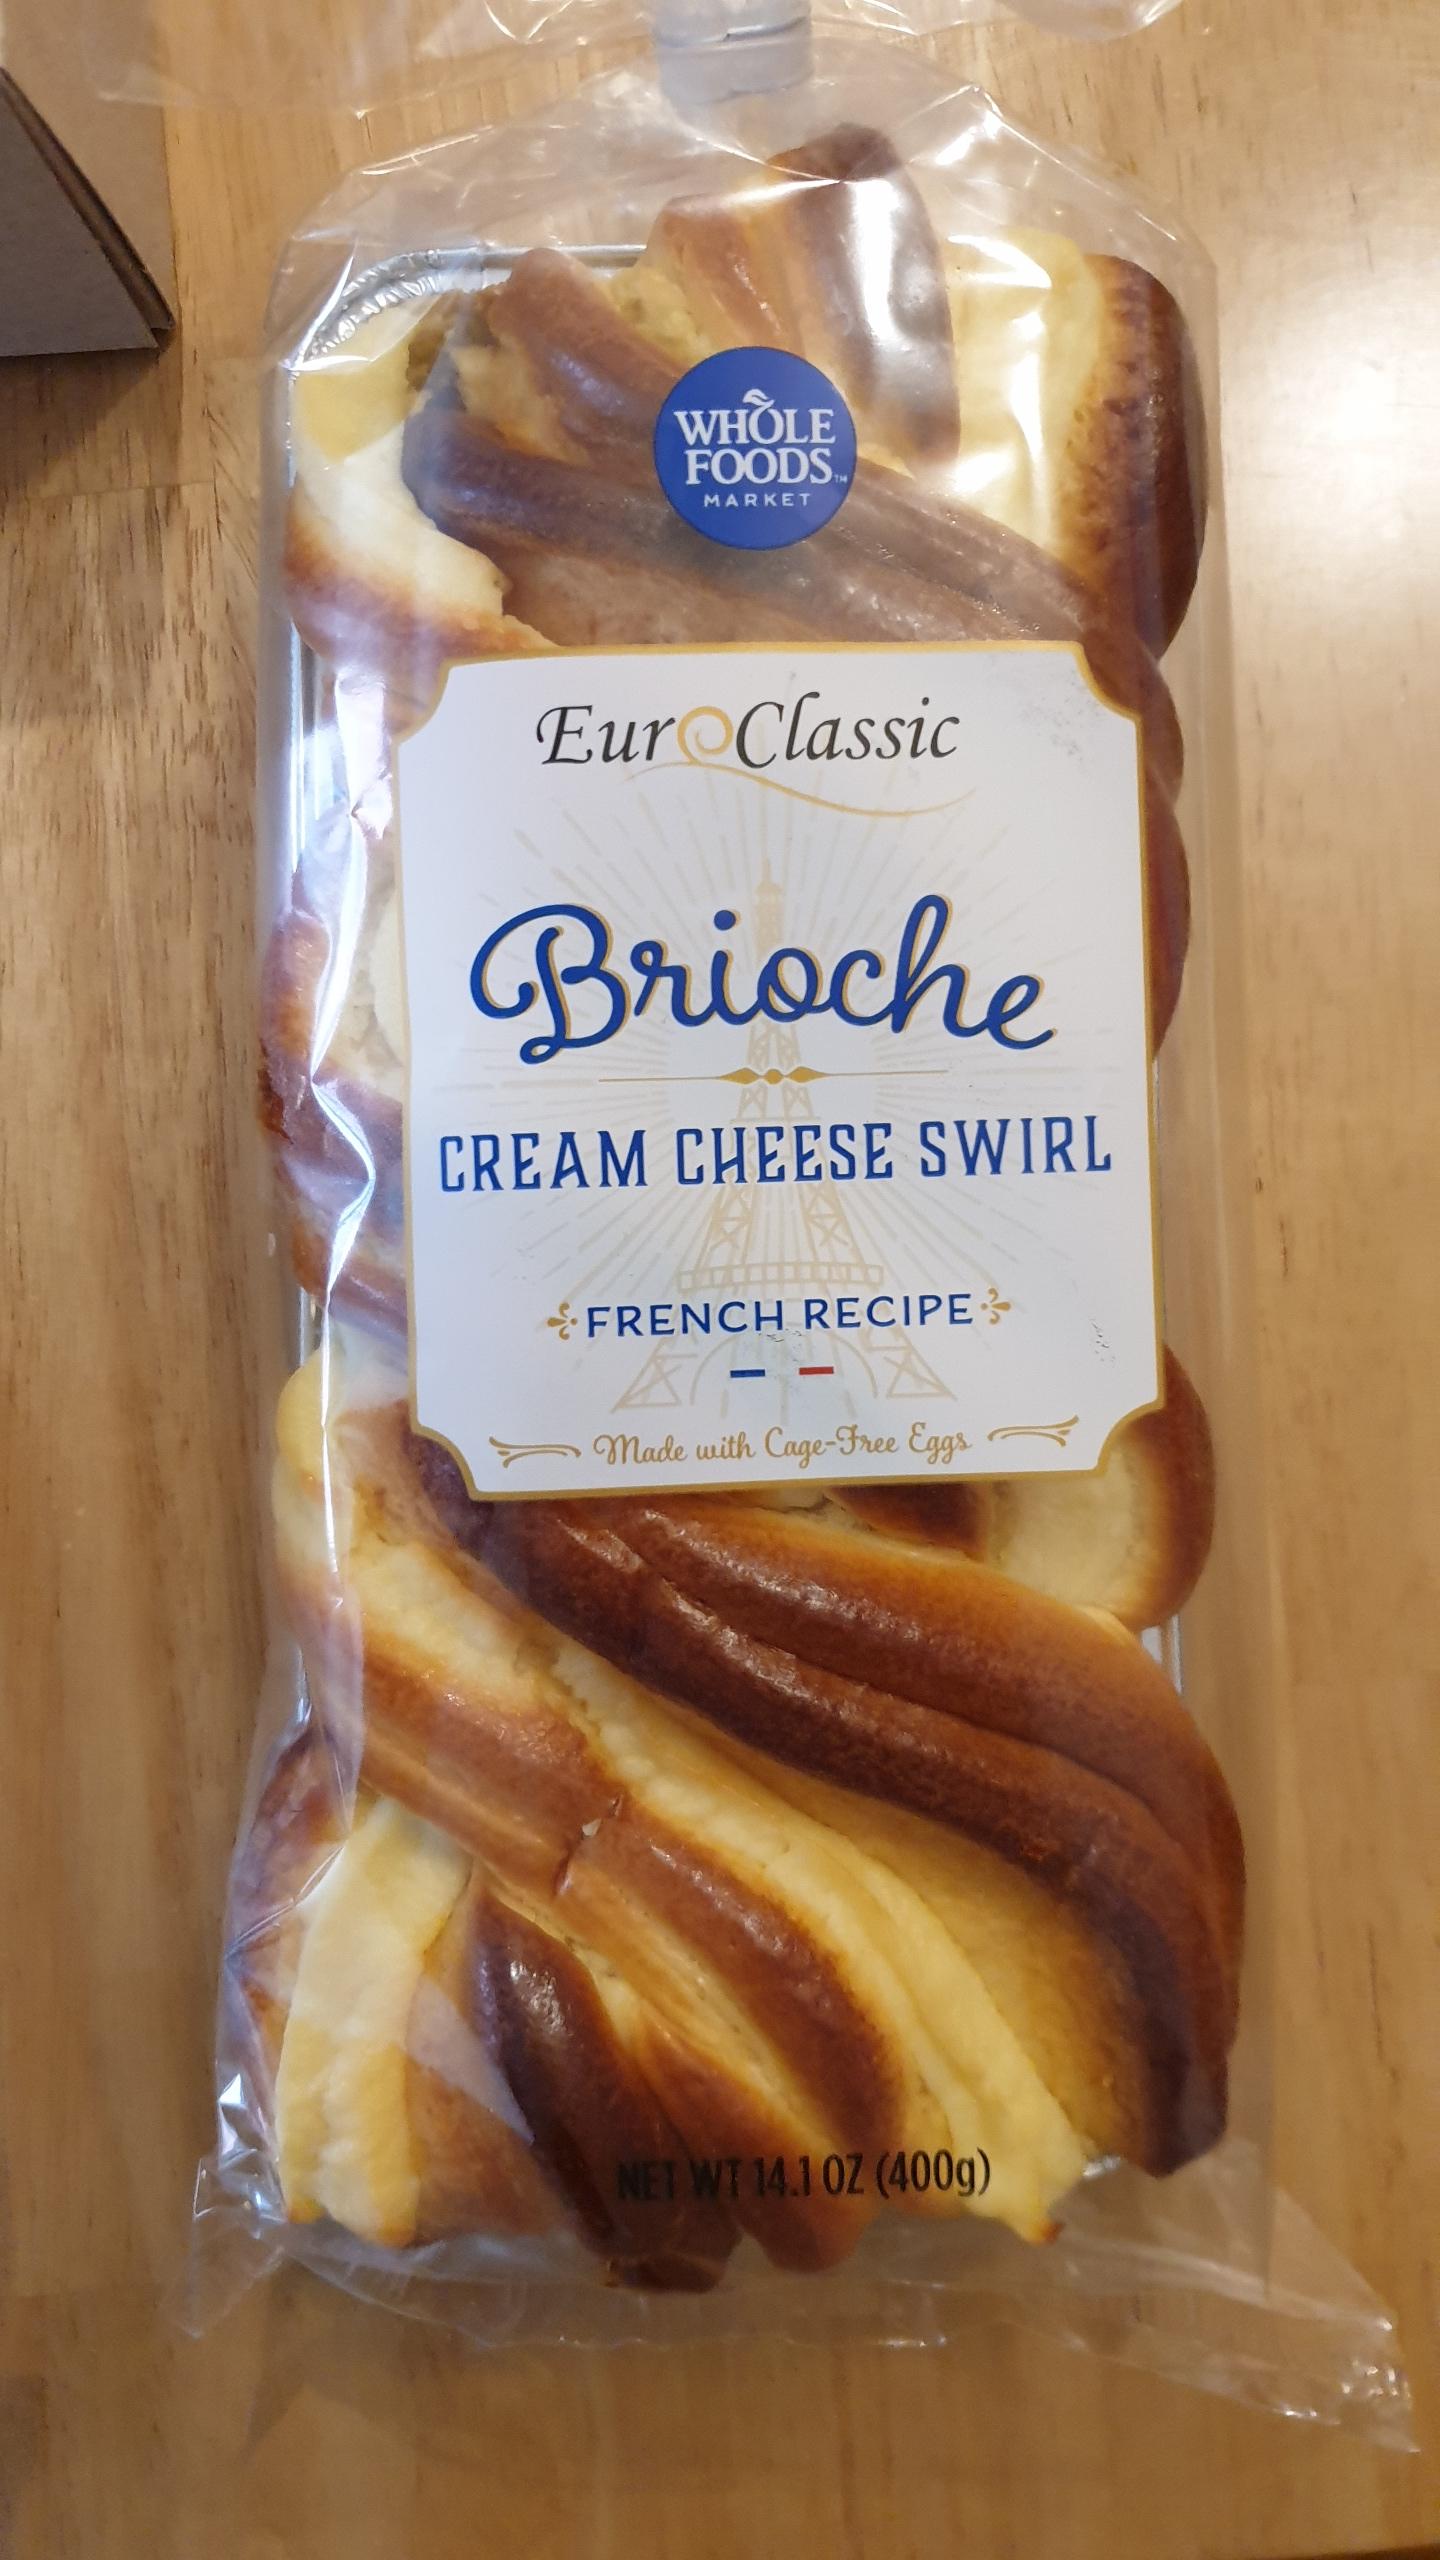 WHOLE
FOODS™
MARKET
EuroClassic
Brioche
CREAM CHEESE SWIRL
FRENCH RECIPE
Made with Cage-Free Eggs
NET WT 14.1 OZ (400g)